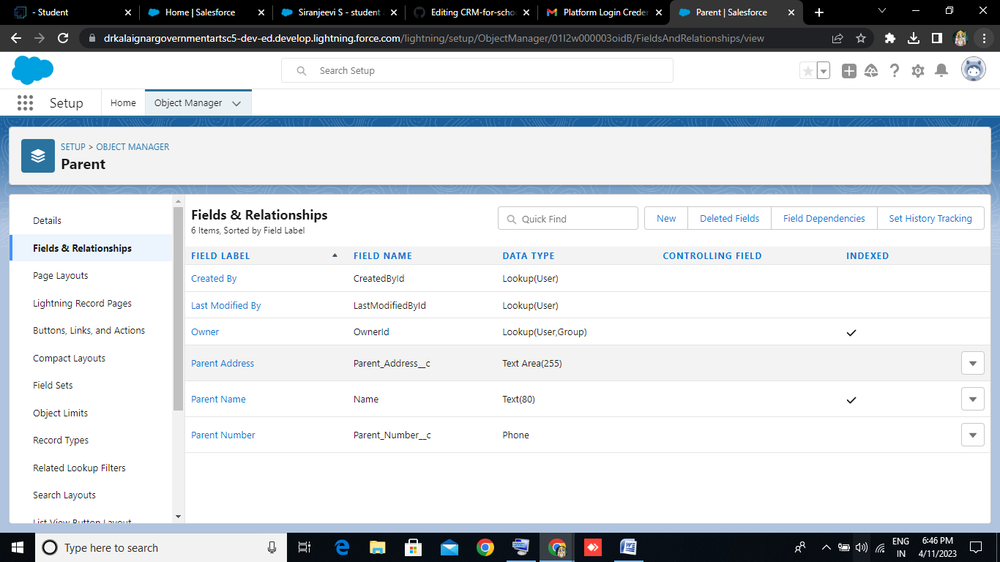 - Student
Home | Salesforce
Siranjeevi S - student
Editing CRM-for-scho
Platform Login Creden
Parent | Salesforce
drkalaignargovernmentartsc5-dev-ed.develop.lightning.force.com/lightning/setup/ObjectManager/01I2w000003oidB/FieldsAndRelationships/view
Search Setup
Setup
Home
Object Manager
SETUP > OBJECT MANAGER
Parent
Details
Fields & Relationships
Page Layouts
Lightning Record Pages
Buttons, Links, and Actions
Compact Layouts
Field Sets
Object Limits
Record Types
Related Lookup Filters
Search Layouts
List View Button Layout
Fields & Relationships
6 Items, Sorted by Field Label
Quick Find
New
Deleted Fields
Field Dependencies
Set History Tracking
FIELD LABEL FIELD NAME DATA TYPE CONTROLLING FIELD INDEXED
Created By CreatedById Lookup(User)
Last Modified By LastModifiedById Lookup(User)
Owner OwnerId Lookup(User,Group)
Parent Address Parent_Address__c Text Area(255)
Parent Name Name Text(80)
Parent Number Parent_Number__c Phone
Type here to search
ENG
IN
6:46 PM
4/11/2023